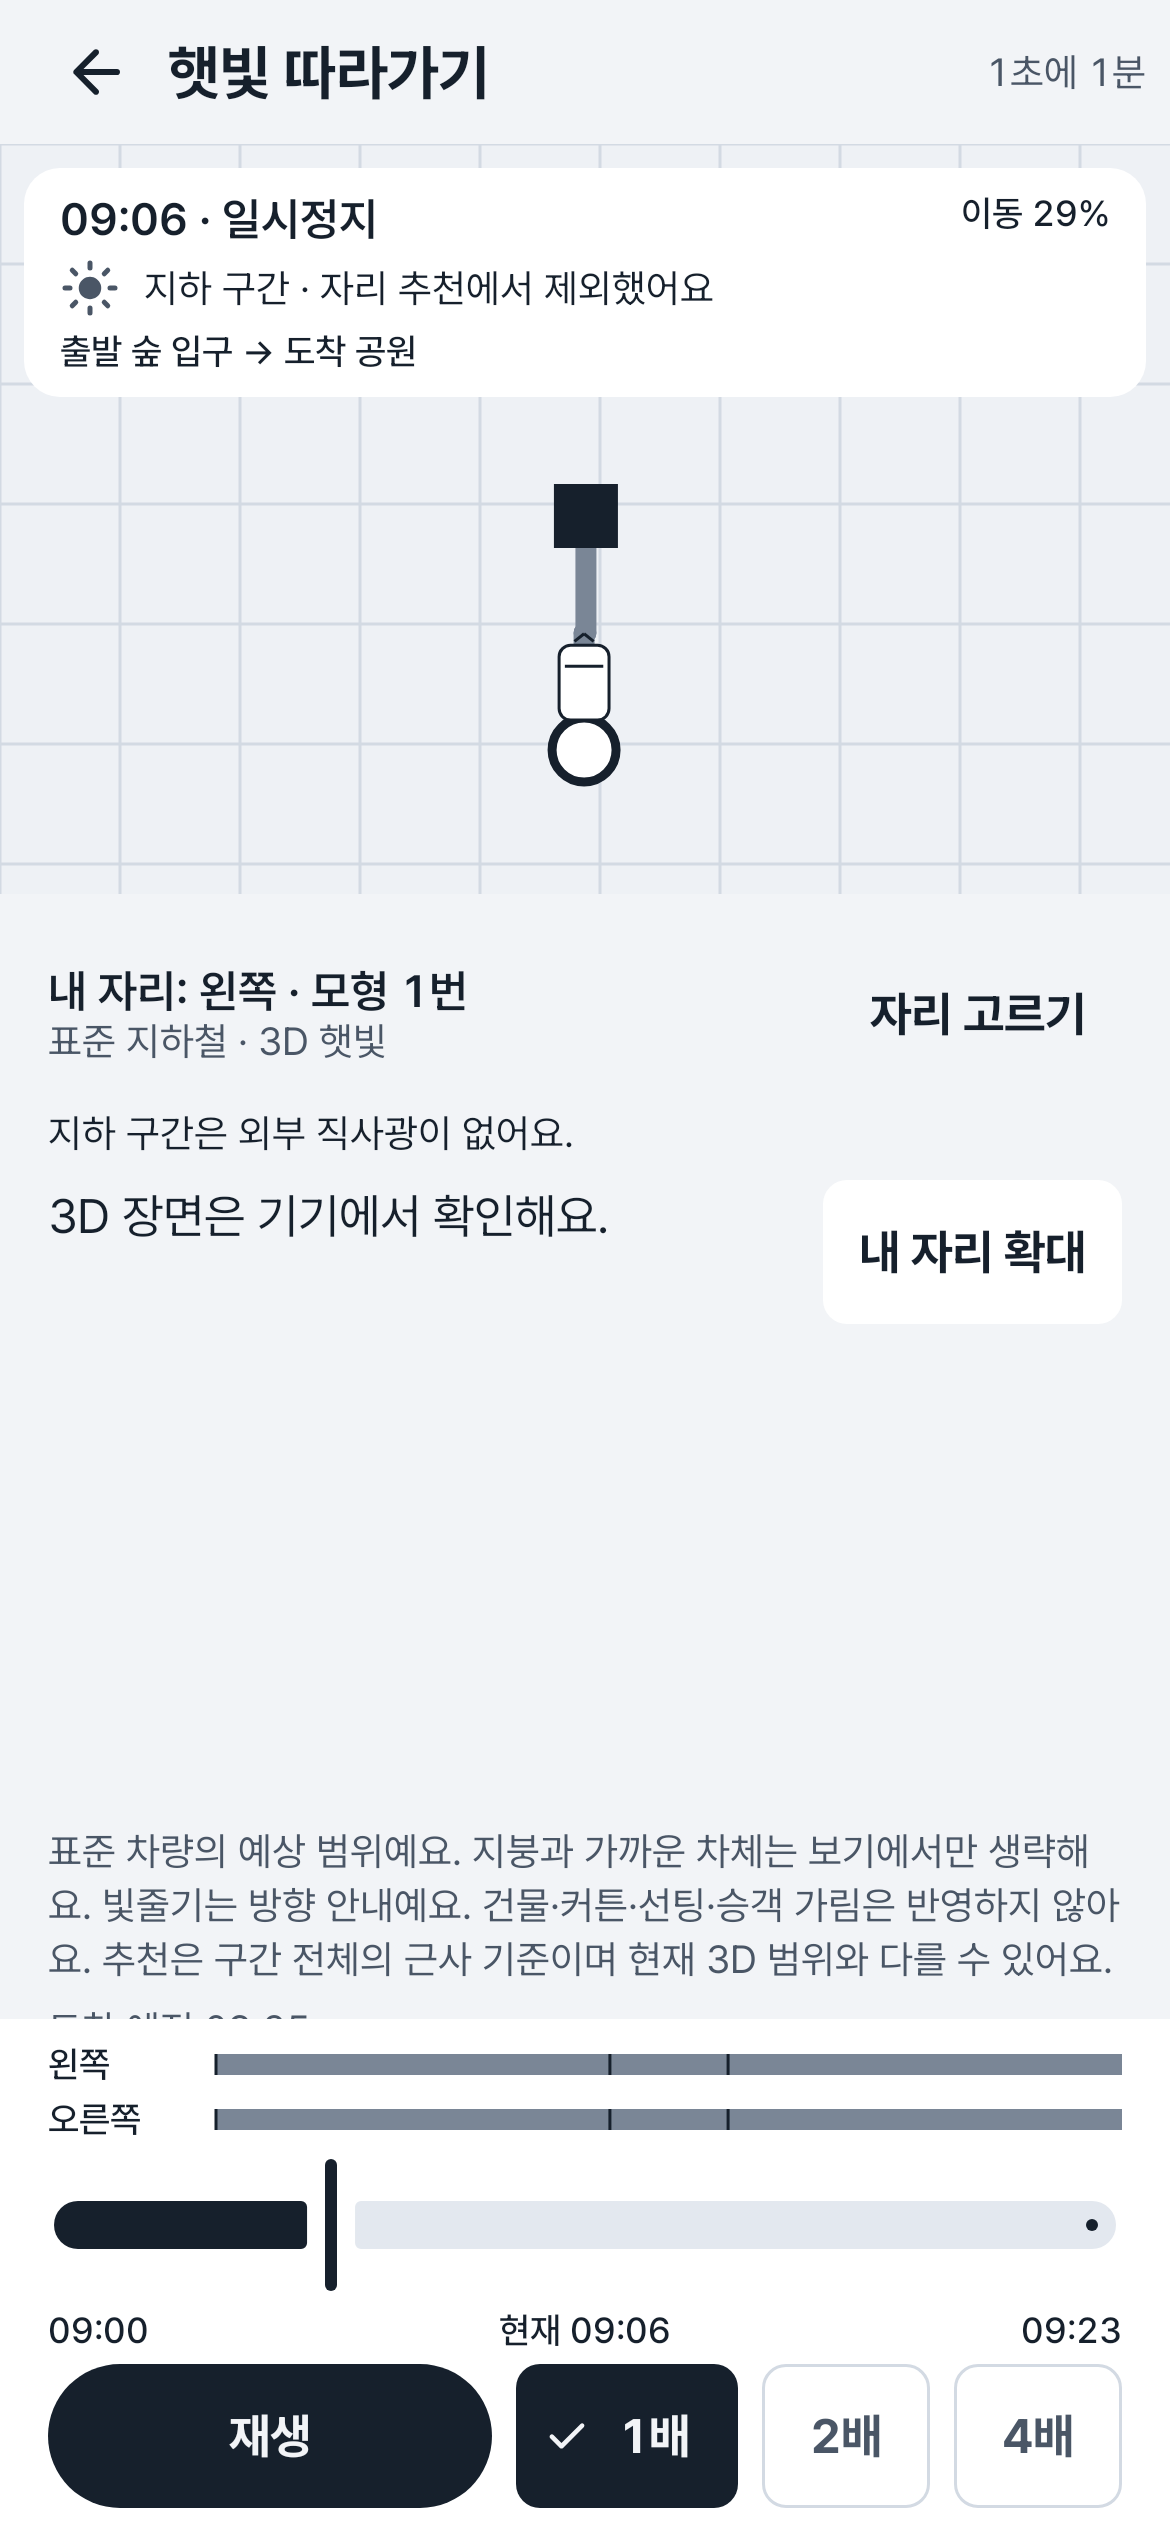 햇빛 따라가기
1초에 1분
09:06 · 일시정지
이동 29%
지하 구간 · 자리 추천에서 제외했어요
출발 숲 입구 → 도착 공원
내 자리: 왼쪽 · 모형 1번
자리 고르기
표준 지하철 · 3D 햇빛
지하 구간은 외부 직사광이 없어요.
3D 장면은 기기에서 확인해요.
내 자리 확대
표준 차량의 예상 범위예요. 지붕과 가까운 차체는 보기에서만 생략해
요. 빛줄기는 방향 안내예요. 건물·커튼·선팅·승객 가림은 반영하지 않아
요. 추천은 구간 전체의 근사 기준이며 현재 3D 범위와 다를 수 있어요.
왼쪽
오른쪽
09:00
현재 09:06
09:23
재생
1배
2배
4배